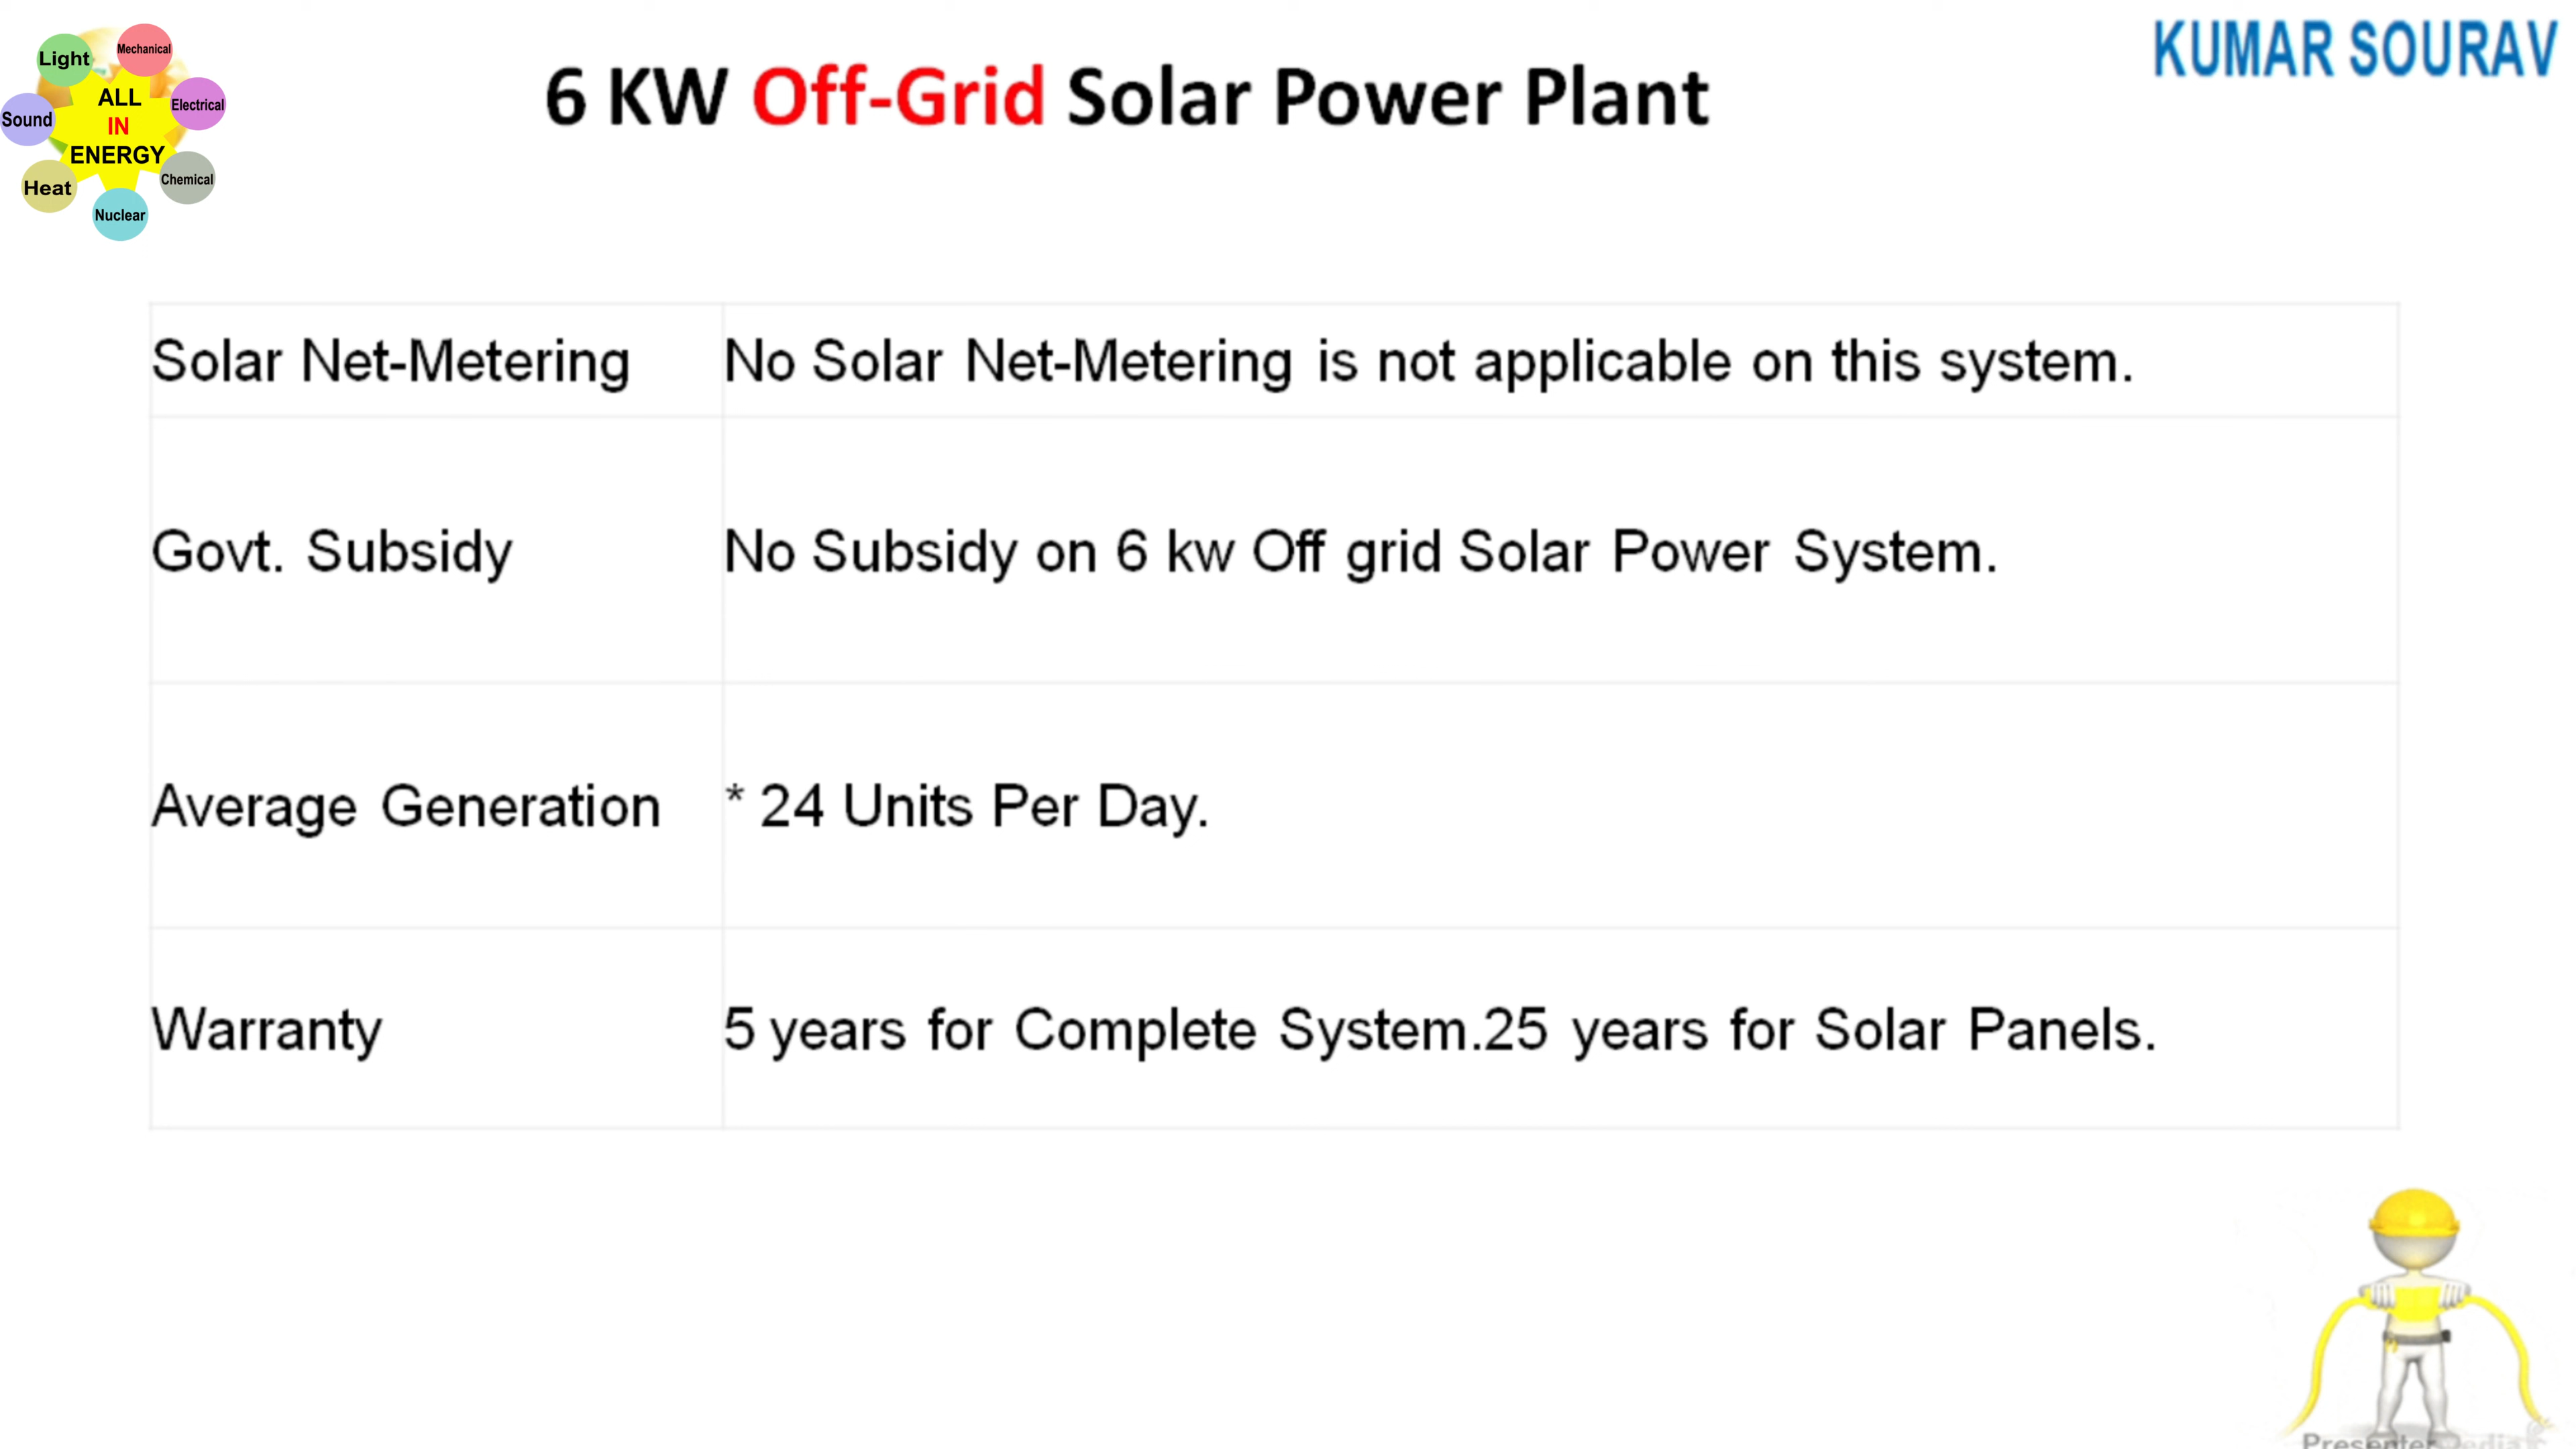 KUMAR SOURAV
6 KW Off-Grid Solar Power Plant
Light
Mechanical
Sound
ALL
IN
ENERGY
Electrical
Heat
Chemical
Nuclear
Solar Net-Metering No Solar Net-Metering is not applicable on this system.
Govt. Subsidy No Subsidy on 6 kw Off grid Solar Power System.
Average Generation * 24 Units Per Day.
Warranty 5 years for Complete System.25 years for Solar Panels.